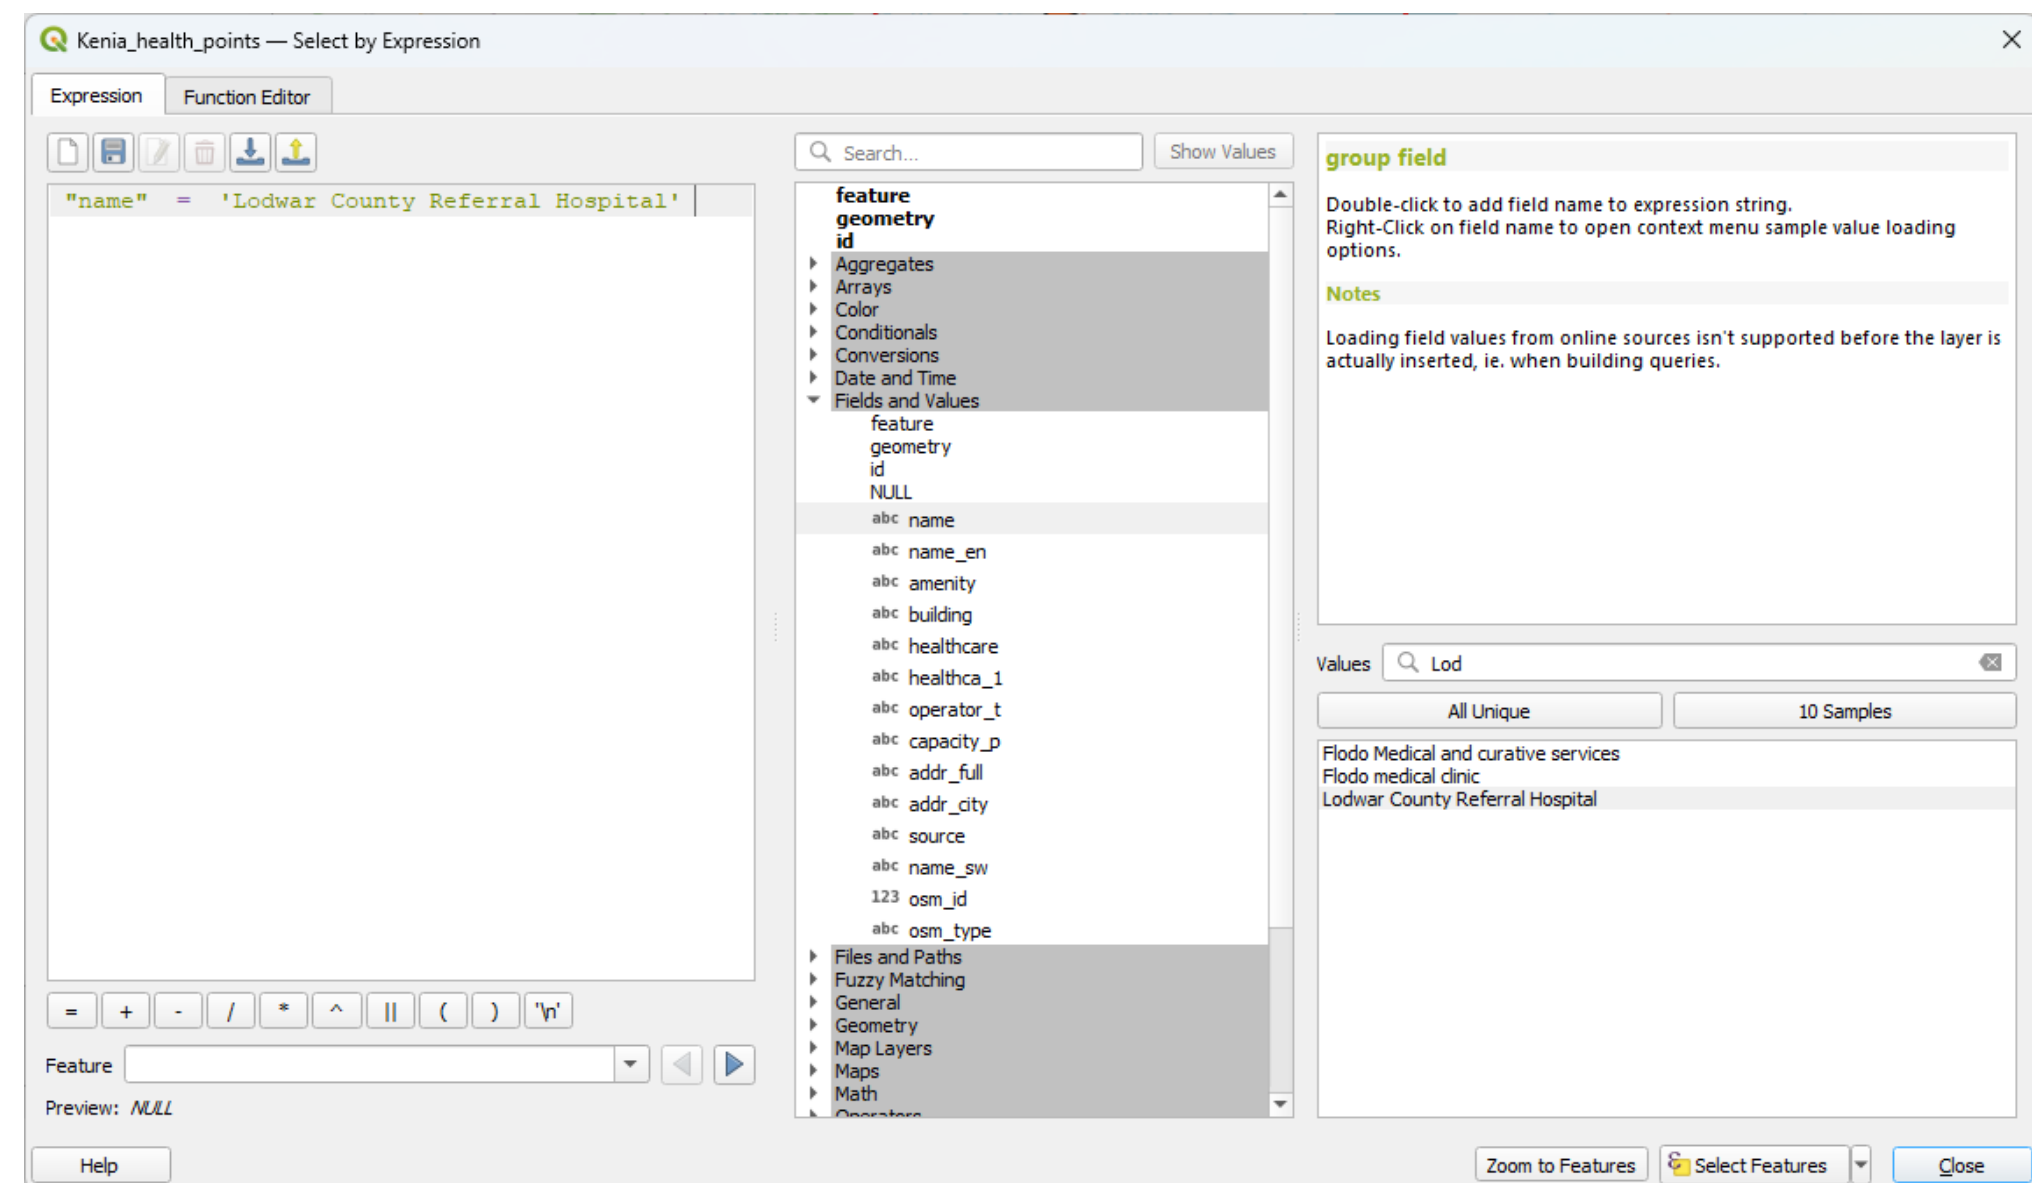 Kenia_health_points — Select by Expression
Expression
Function Editor
"name" = 'Lodwar County Referral Hospital'
= + - / * ^ || ( ) '\n'
Feature
Preview: NULL
Search...
Show Values
feature
geometry
id
Aggregates
Arrays
Color
Conditionals
Conversions
Date and Time
Fields and Values
feature
geometry
id
NULL
abc name
abc name_en
abc amenity
abc building
abc healthcare
abc healthca_1
abc operator_t
abc capacity_p
abc addr_full
abc addr_city
abc source
abc name_sw
123 osm_id
abc osm_type
Files and Paths
Fuzzy Matching
General
Geometry
Map Layers
Maps
Math
Operators
group field
Double-click to add field name to expression string.
Right-Click on field name to open context menu sample value loading
options.
Notes
Loading field values from online sources isn't supported before the layer is
actually inserted, ie. when building queries.
Values
Lod
All Unique
10 Samples
Flodo Medical and curative services
Flodo medical clinic
Lodwar County Referral Hospital
Help
Zoom to Features
Select Features
Close